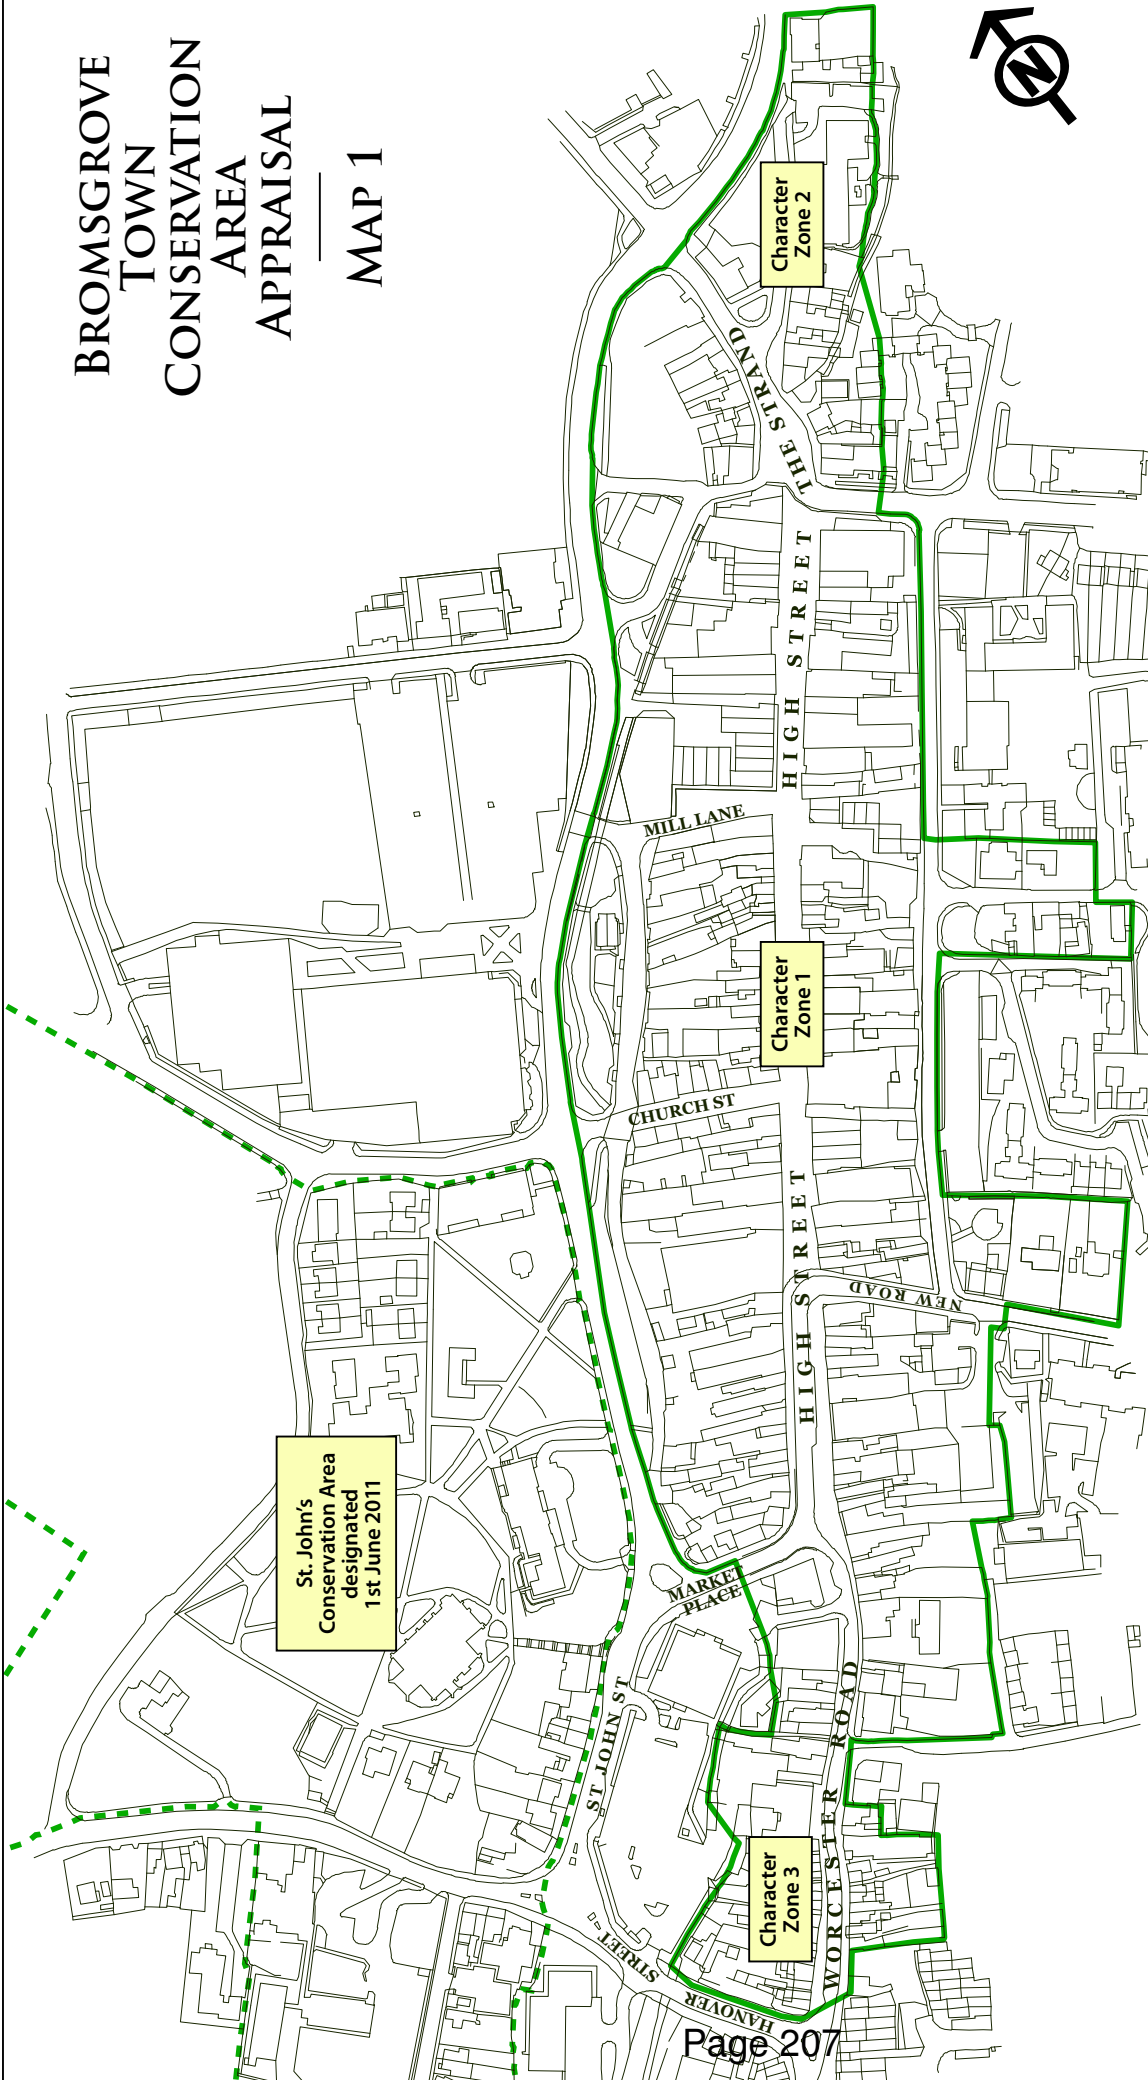 BROMSGROVE
TOWN
CONSERVATION
AREA
APPRAISAL
MAP 1
N
Character
Zone 2
THE STRAND
HIGH STREET
MILL LANE
Character
Zone 1
CHURCH ST
HIGH STREET
NEW ROAD
HIGH STREET
St. John's
Conservation Area
designated
1st June 2011
MARKET
PLACE
ST JOHN ST
WORCESTER ROAD
Character
Zone 3
HANOVER STREET
Page 207